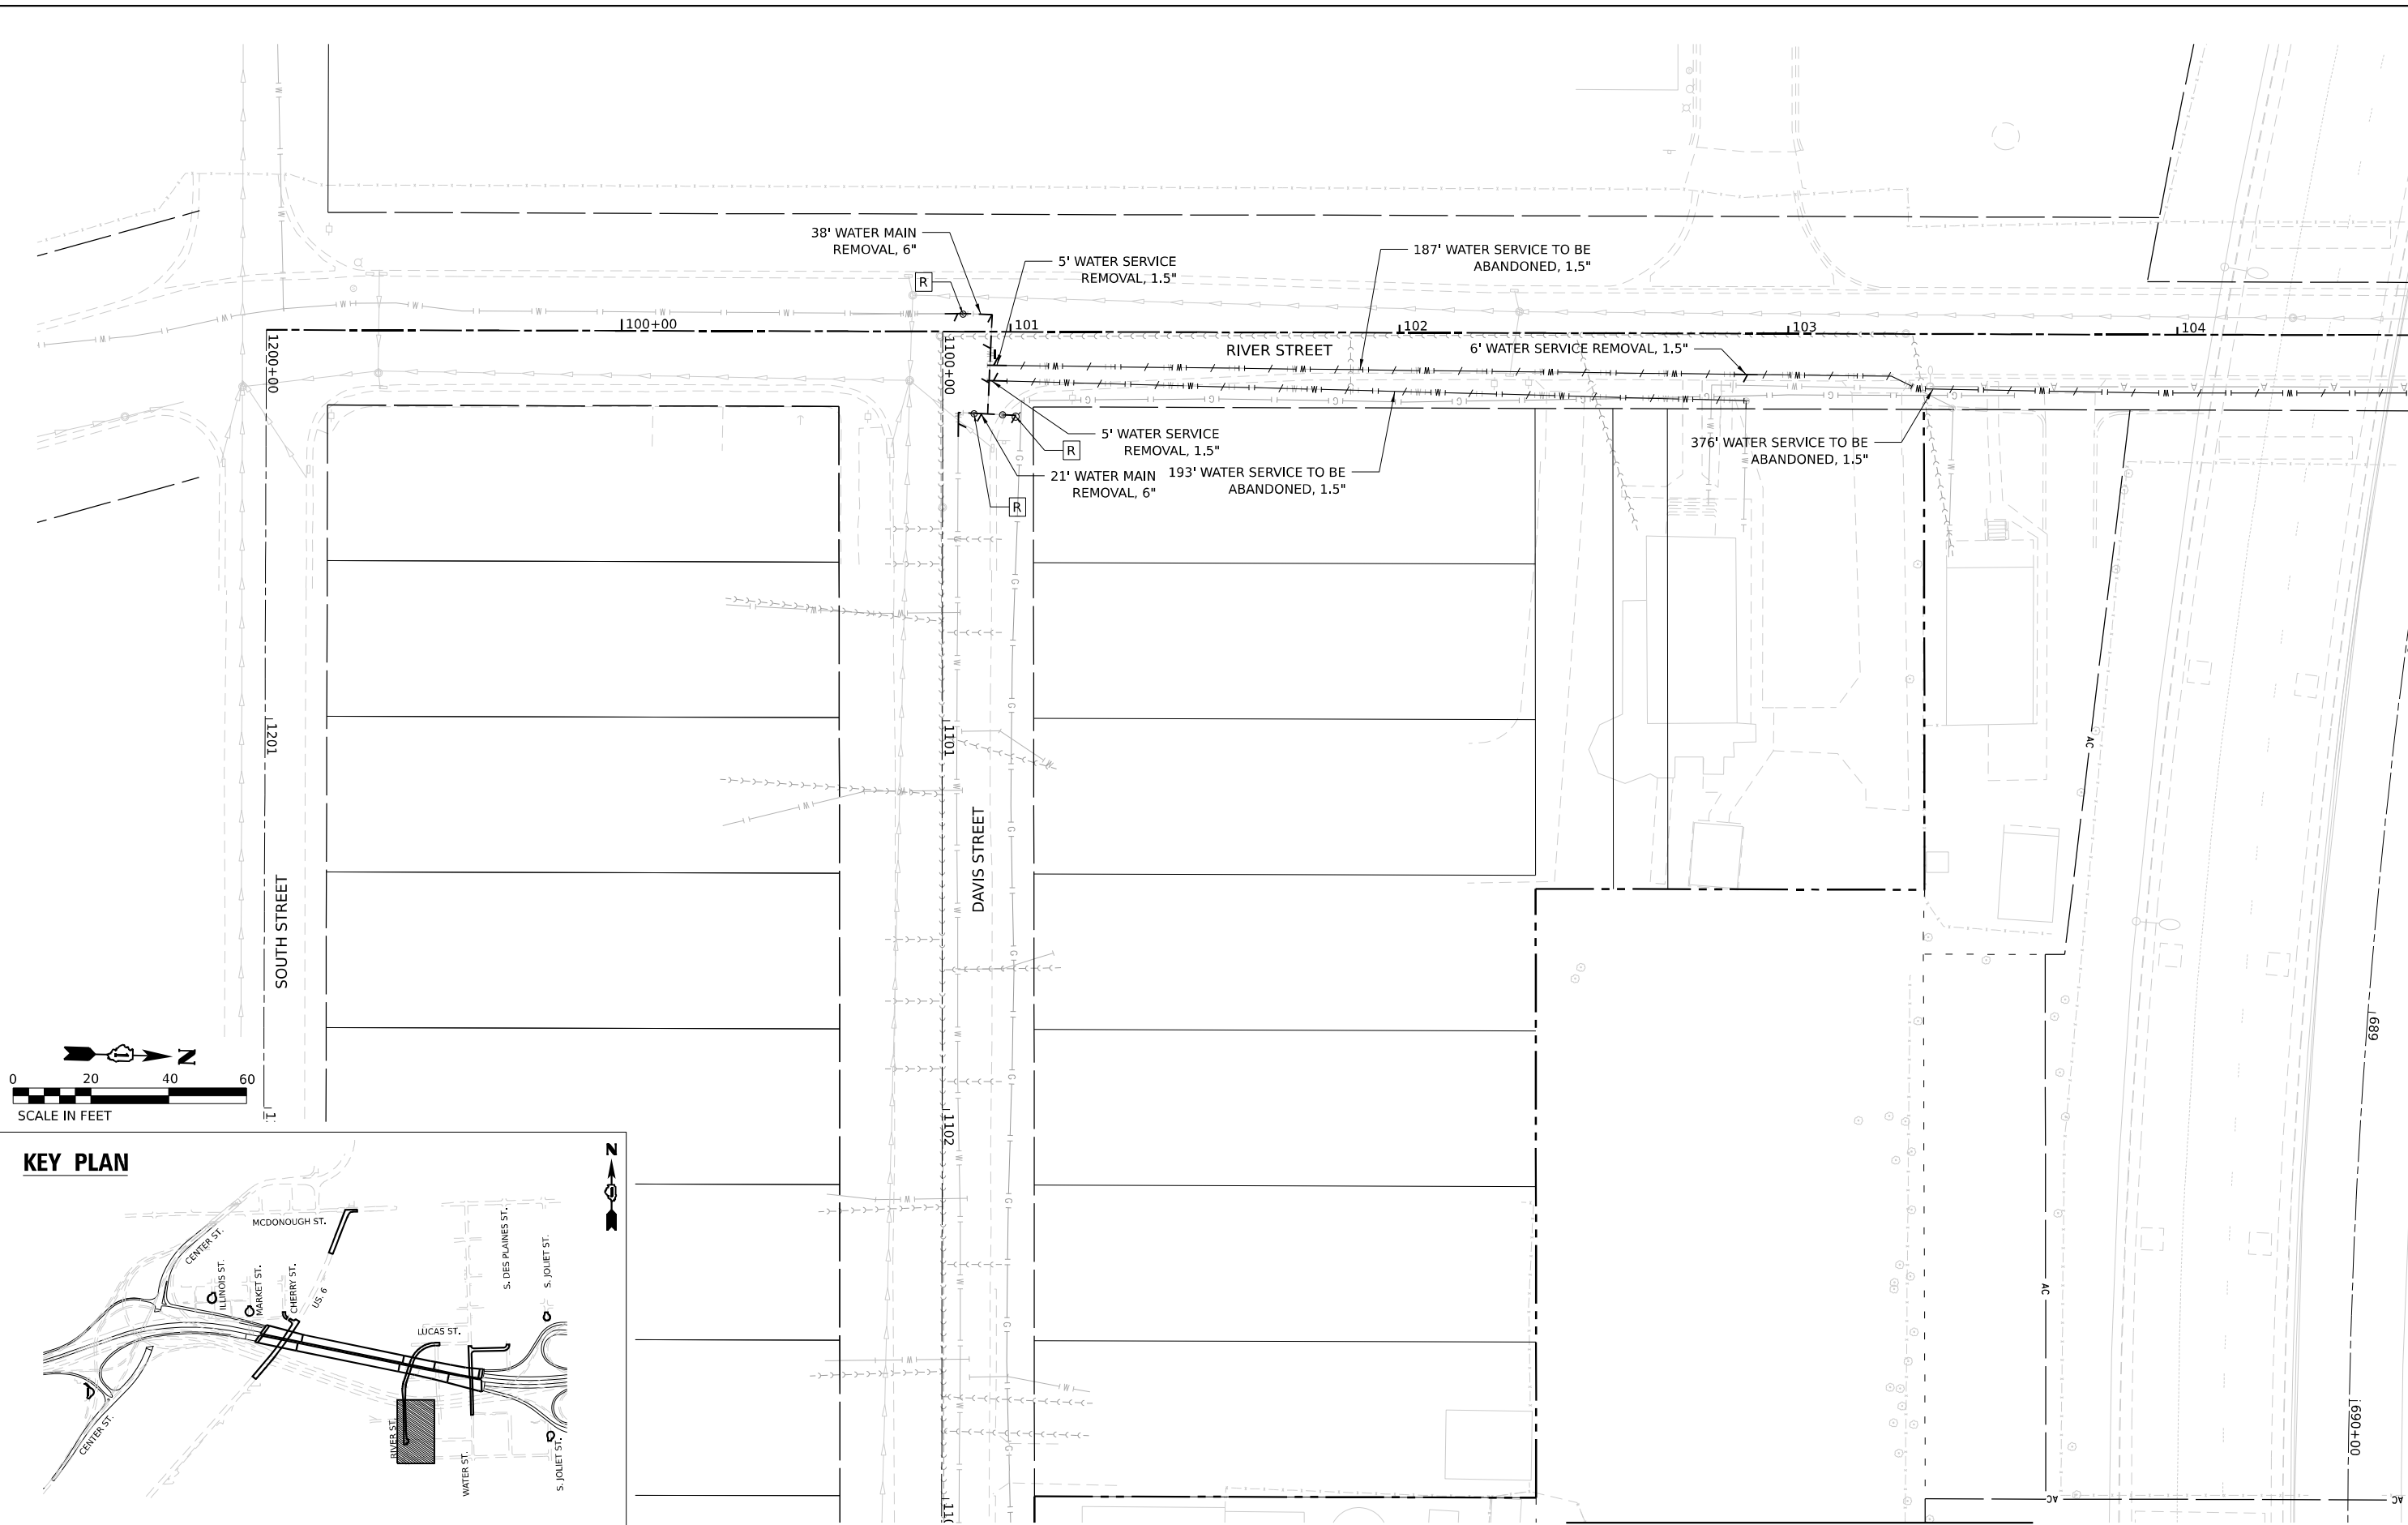 38' WATER MAIN
REMOVAL, 6"
R
5' WATER SERVICE
REMOVAL, 1.5"
187' WATER SERVICE TO BE
ABANDONED, 1.5"
100+00
101
102
103
104
1200+00
1100+00
RIVER STREET
6' WATER SERVICE REMOVAL, 1.5"
5' WATER SERVICE
REMOVAL, 1.5"
R
21' WATER MAIN
REMOVAL, 6"
193' WATER SERVICE TO BE
ABANDONED, 1.5"
R
376' WATER SERVICE TO BE
ABANDONED, 1.5"
1201
1101
DAVIS STREET
SOUTH STREET
AC
689
N
0 20 40 60
SCALE IN FEET
1102
AC
690+00
AC
AC
110
KEY PLAN
N
MCDONOUGH ST.
CENTER ST.
ILLINOIS ST.
MARKET ST.
CHERRY ST.
US. 6
S. DES PLAINES ST.
S. JOLIET ST.
LUCAS ST.
RIVER ST.
WATER ST.
S. JOLIET ST.
CENTER ST.